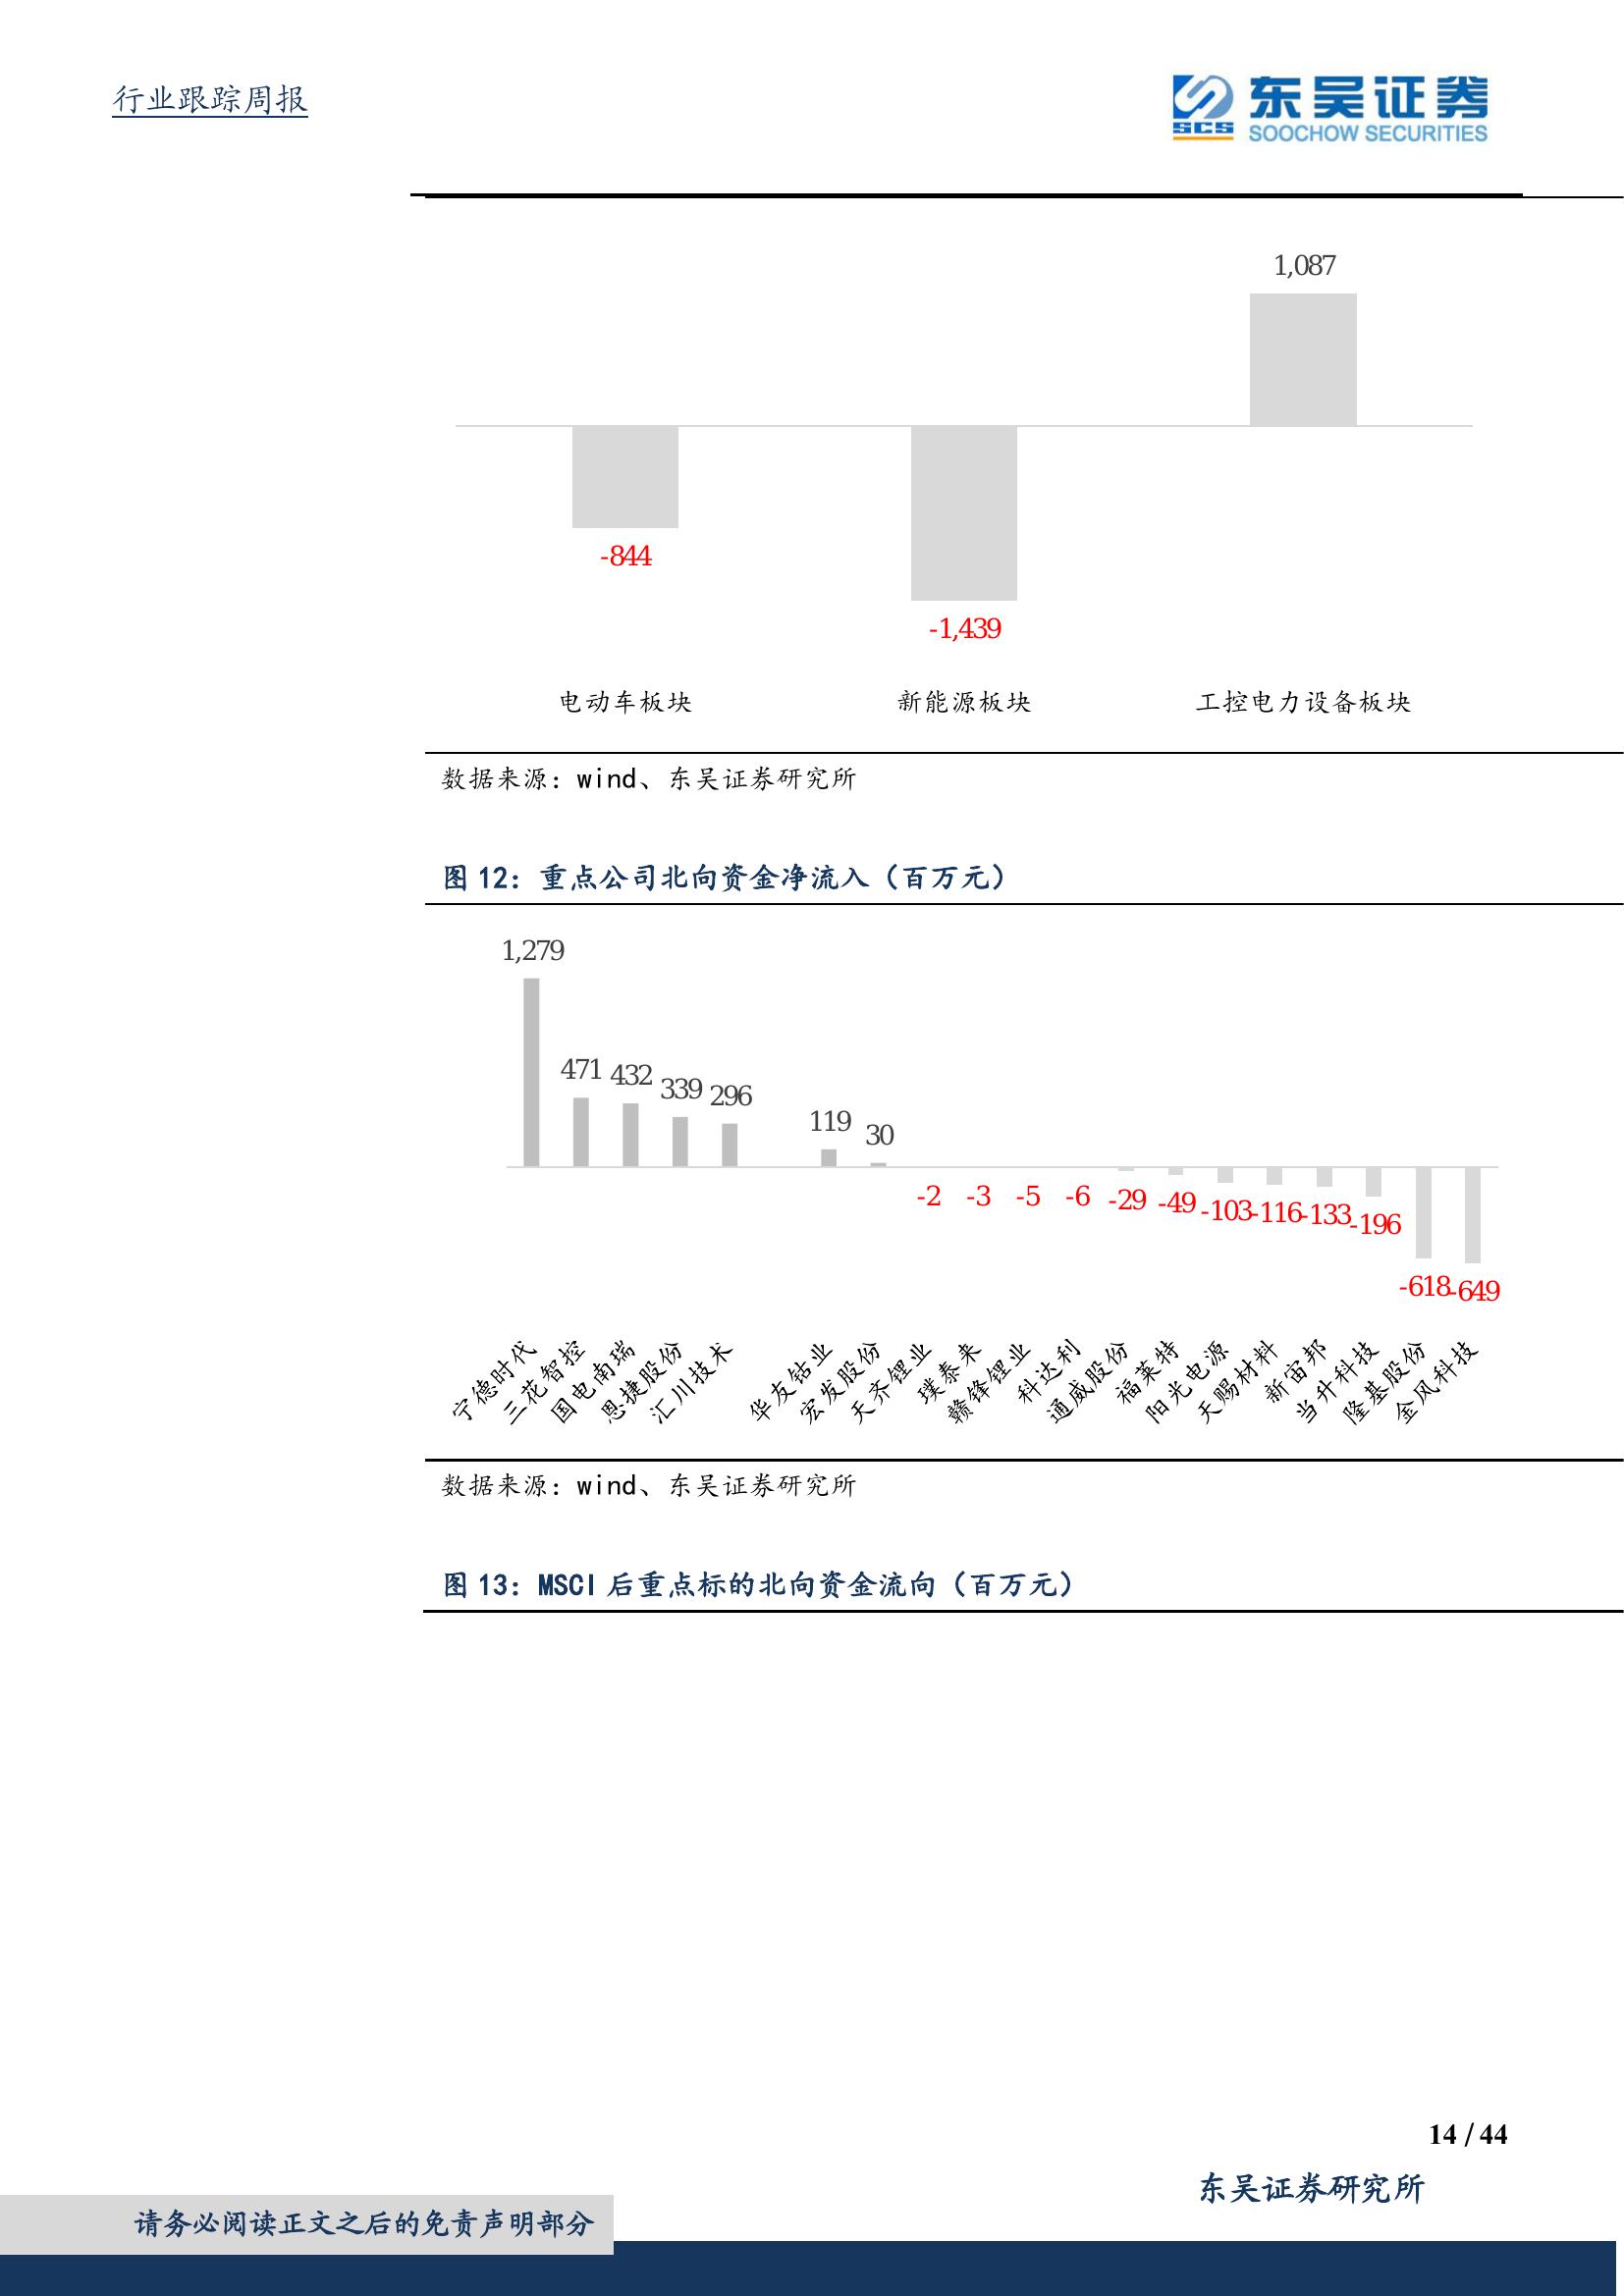 行业跟踪周报
SCS
东吴证券
SOOCHOW SECURITIES
1,087
-844
-1,439
电动车板块 新能源板块 工控电力设备板块
数据来源：wind、东吴证券研究所
图 12：重点公司北向资金净流入（百万元）
1,279
471 432 339 296 119 30
-2 -3 -5 -6 -29 -49 -103 -116 -133 -196 -618 -649
宁德时代 三花智控 国电南瑞 恩捷股份 汇川技术 华友钴业 宏发股份 天齐锂业 璞泰来 赣锋锂业 科达利 通威股份 福莱特 阳光电源 天赐材料 新宙邦 当升科技 隆基股份 金风科技
数据来源：wind、东吴证券研究所
图 13：MSCI 后重点标的北向资金流向（百万元）
14 / 44
东吴证券研究所
请务必阅读正文之后的免责声明部分